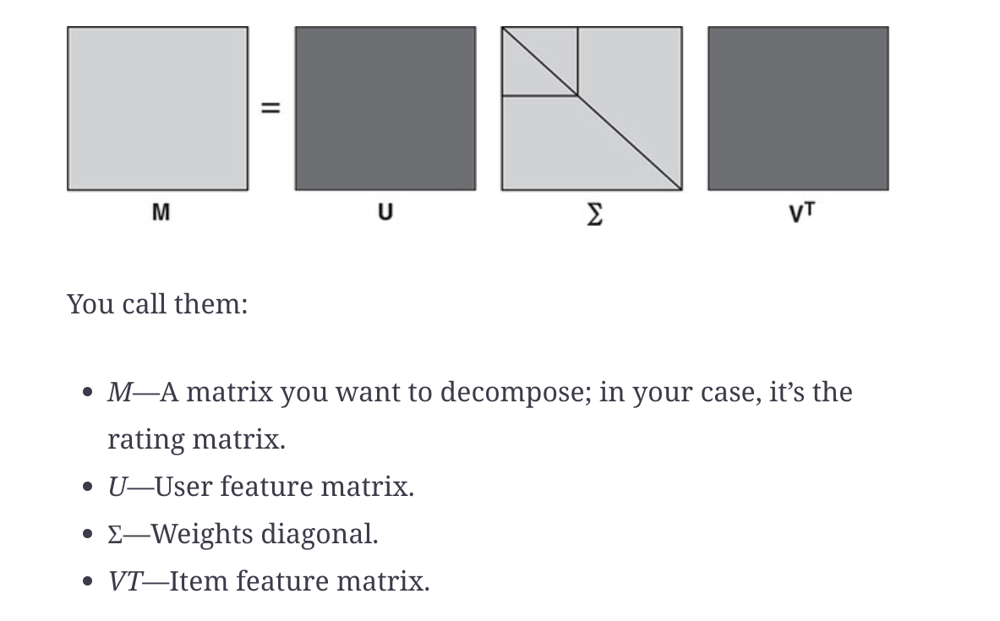 =
M U Σ Vᵀ
You call them:
• M—A matrix you want to decompose; in your case, it’s the
rating matrix.
• U—User feature matrix.
• Σ—Weights diagonal.
• VT—Item feature matrix.